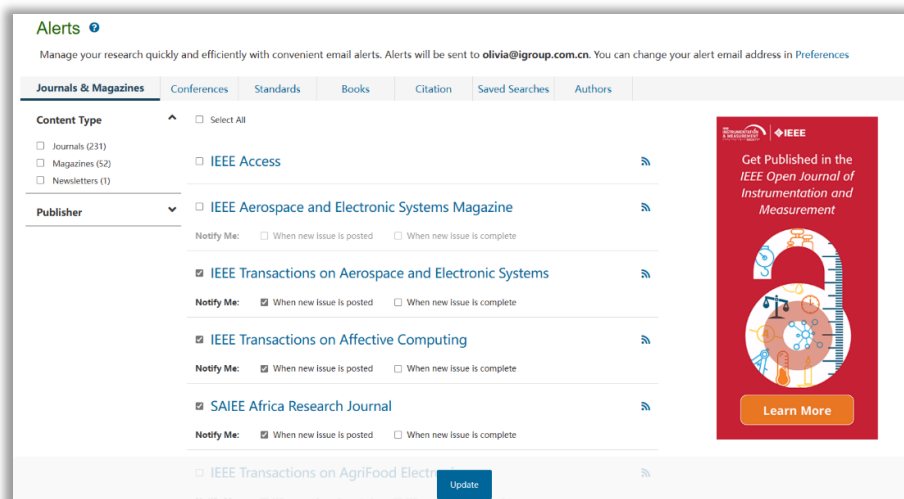 Alerts ?
Manage your research quickly and efficiently with convenient email alerts. Alerts will be sent to olivia@igroup.com.cn. You can change your alert email address in Preferences
Journals & Magazines Conferences Standards Books Citation Saved Searches Authors
Content Type
Journals (231)
Magazines (52)
Newsletters (1)
Publisher
Select All
IEEE Access
IEEE Aerospace and Electronic Systems Magazine
Notify Me: When new issue is posted When new issue is complete
IEEE Transactions on Aerospace and Electronic Systems
Notify Me: When new issue is posted When new issue is complete
IEEE Transactions on Affective Computing
Notify Me: When new issue is posted When new issue is complete
SAIEE Africa Research Journal
Notify Me: When new issue is posted When new issue is complete
IEEE Transactions on AgriFood
Update
INSTRUMENTATION
& MEASUREMENT
IEEE
Get Published in the
IEEE Open Journal of
Instrumentation and
Measurement
Learn More